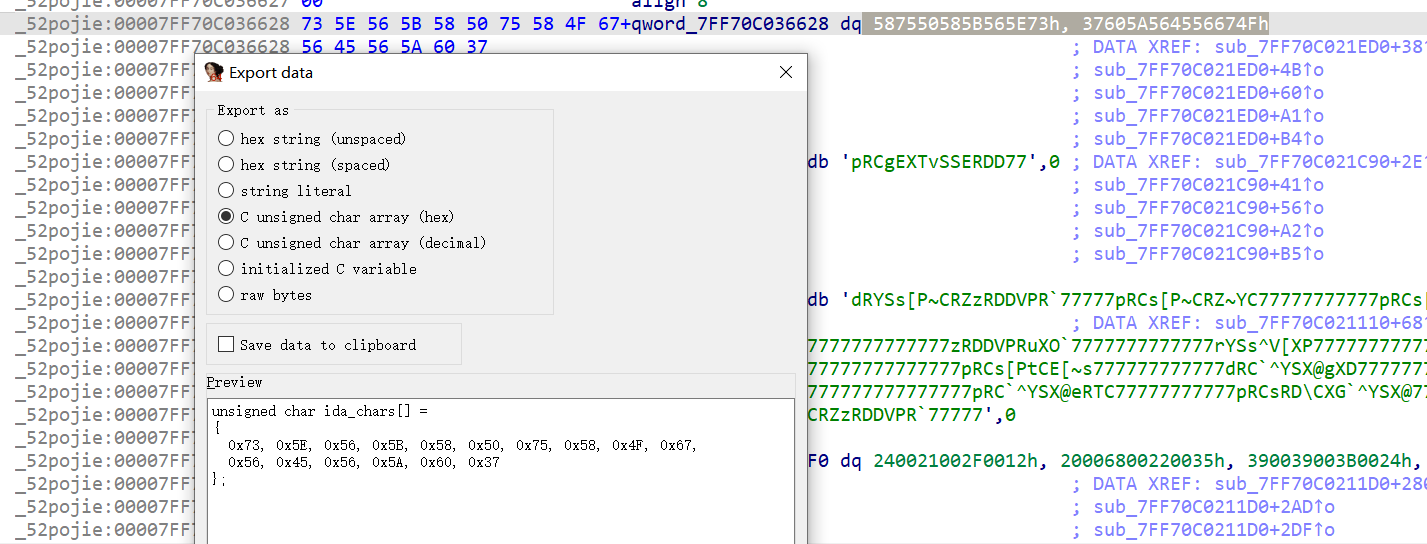 _52pojie:00007FF70C036627 00 align 8
_52pojie:00007FF70C036628 73 5E 56 5B 58 50 75 58 4F 67+qword_7FF70C036628 dq 587550585B565E73h, 37605A564556674Fh
_52pojie:00007FF70C036628 56 45 56 5A 60 37 ; DATA XREF: sub_7FF70C021ED0+38↑
_52pojie:00007FF7 ; sub_7FF70C021ED0+4B↑o
_52pojie:00007FF7 ; sub_7FF70C021ED0+60↑o
_52pojie:00007FF7 ; sub_7FF70C021ED0+A1↑o
_52pojie:00007FF7 ; sub_7FF70C021ED0+B4↑o
_52pojie:00007FF7 db 'pRCgEXTvSSERDD77',0 ; DATA XREF: sub_7FF70C021C90+2E↑
_52pojie:00007FF7 ; sub_7FF70C021C90+41↑o
_52pojie:00007FF7 ; sub_7FF70C021C90+56↑o
_52pojie:00007FF7 ; sub_7FF70C021C90+A2↑o
_52pojie:00007FF7 ; sub_7FF70C021C90+B5↑o
_52pojie:00007FF7
_52pojie:00007FF7 db 'dRYSs[P~CRZzRDDVPR`77777pRCs[P~CRZ~YC77777777777pRCs[
_52pojie:00007FF7 ; DATA XREF: sub_7FF70C021110+68↑
_52pojie:00007FF7 7777777777777zRDDVPRuXO`7777777777777rYSs^V[XP77777777777
_52pojie:00007FF7 pRCs[PtCE[~s777777777777dRC`^YSX@gXD7777777
_52pojie:00007FF7 pRC`^YSX@eRTC77777777777pRCsRD\CXG`^YSX@7
_52pojie:00007FF7 CRZzRDDVPR`77777',0
_52pojie:00007FF7
_52pojie:00007FF7 F0 dq 240021002F0012h, 20006800220035h, 390039003B0024h,
_52pojie:00007FF7 ; DATA XREF: sub_7FF70C0211D0+28
_52pojie:00007FF7 ; sub_7FF70C0211D0+2AD↑o
_52pojie:00007FF7 ; sub_7FF70C0211D0+2DF↑o
Export data
Export as
hex string (unspaced)
hex string (spaced)
string literal
C unsigned char array (hex)
C unsigned char array (decimal)
initialized C variable
raw bytes
Save data to clipboard
Preview
unsigned char ida_chars[] =
{
0x73, 0x5E, 0x56, 0x5B, 0x58, 0x50, 0x75, 0x58, 0x4F, 0x67,
0x56, 0x45, 0x56, 0x5A, 0x60, 0x37
};